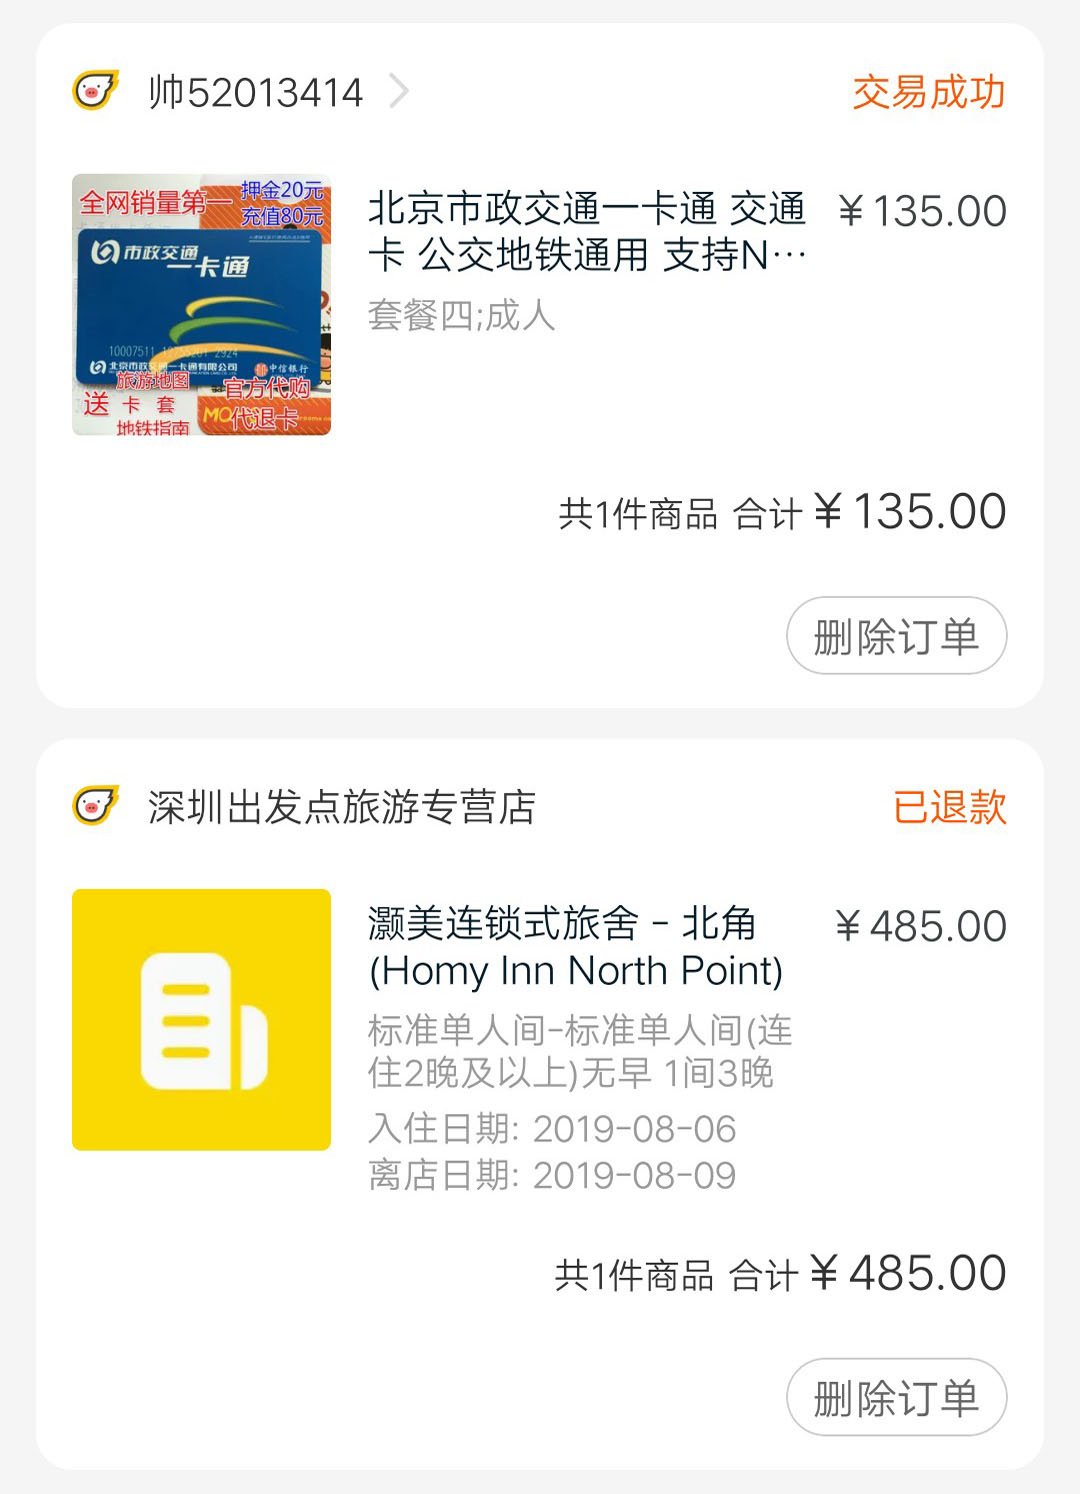 帅52013414
交易成功
全网销量第一
押金20元
充值80元
市政交通
一卡通
北京市政交通一卡通有限公司
中信银行
旅游地图
送 卡 套
地铁指南
官方代购
代退卡
北京市政交通一卡通 交通
卡 公交地铁通用 支持N…
¥135.00
套餐四;成人
共1件商品 合计 ¥135.00
删除订单
深圳出发点旅游专营店
已退款
灏美连锁式旅舍 - 北角
(Homy Inn North Point)
¥485.00
标准单人间-标准单人间(连
住2晚及以上)无早 1间3晚
入住日期: 2019-08-06
离店日期: 2019-08-09
共1件商品 合计 ¥485.00
删除订单